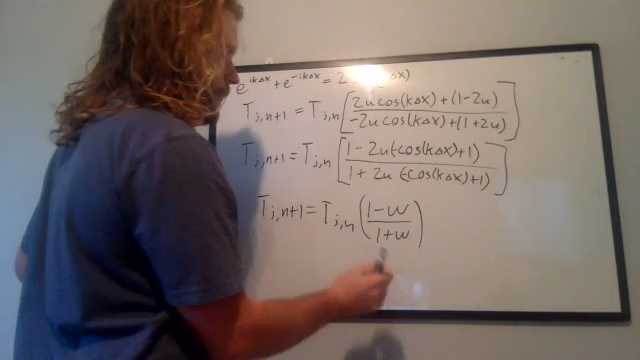 e^{ikΔx} + e^{-ikΔx} = 2 Δx)
T_{j,n+1} = T_{j,n} [ (2u cos(kΔx) + (1-2u)) / (-2u cos(kΔx) + (1+2u)) ]
T_{j,n+1} = T_{j,n} [ (1 - 2u(-cos(kΔx)+1)) / (1 + 2u(-cos(kΔx)+1)) ]
T_{j,n+1} = T_{j,n} ( (1-w) / (1+w) )